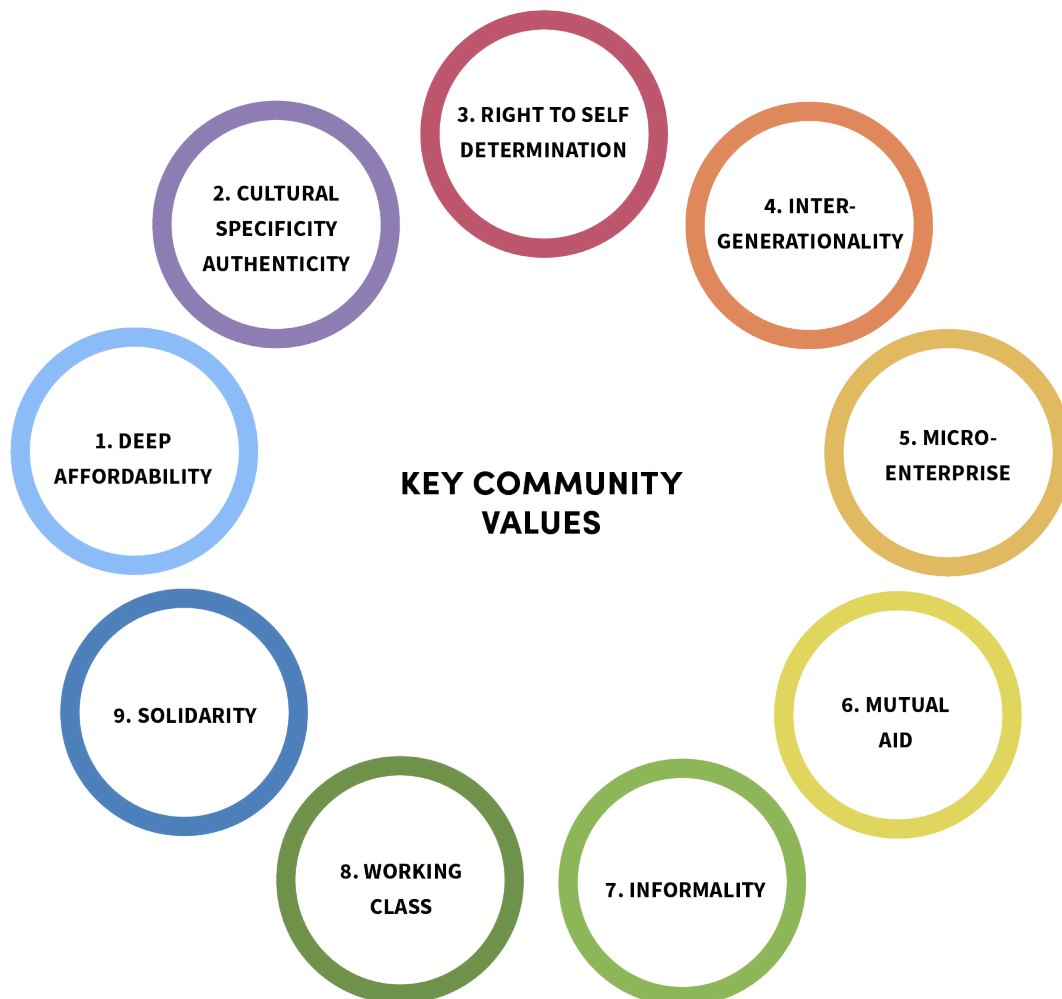 KEY COMMUNITY
VALUES
1. DEEP
AFFORDABILITY
2. CULTURAL
SPECIFICITY
AUTHENTICITY
3. RIGHT TO SELF
DETERMINATION
4. INTER-
GENERATIONALITY
5. MICRO-
ENTERPRISE
6. MUTUAL
AID
7. INFORMALITY
8. WORKING
CLASS
9. SOLIDARITY